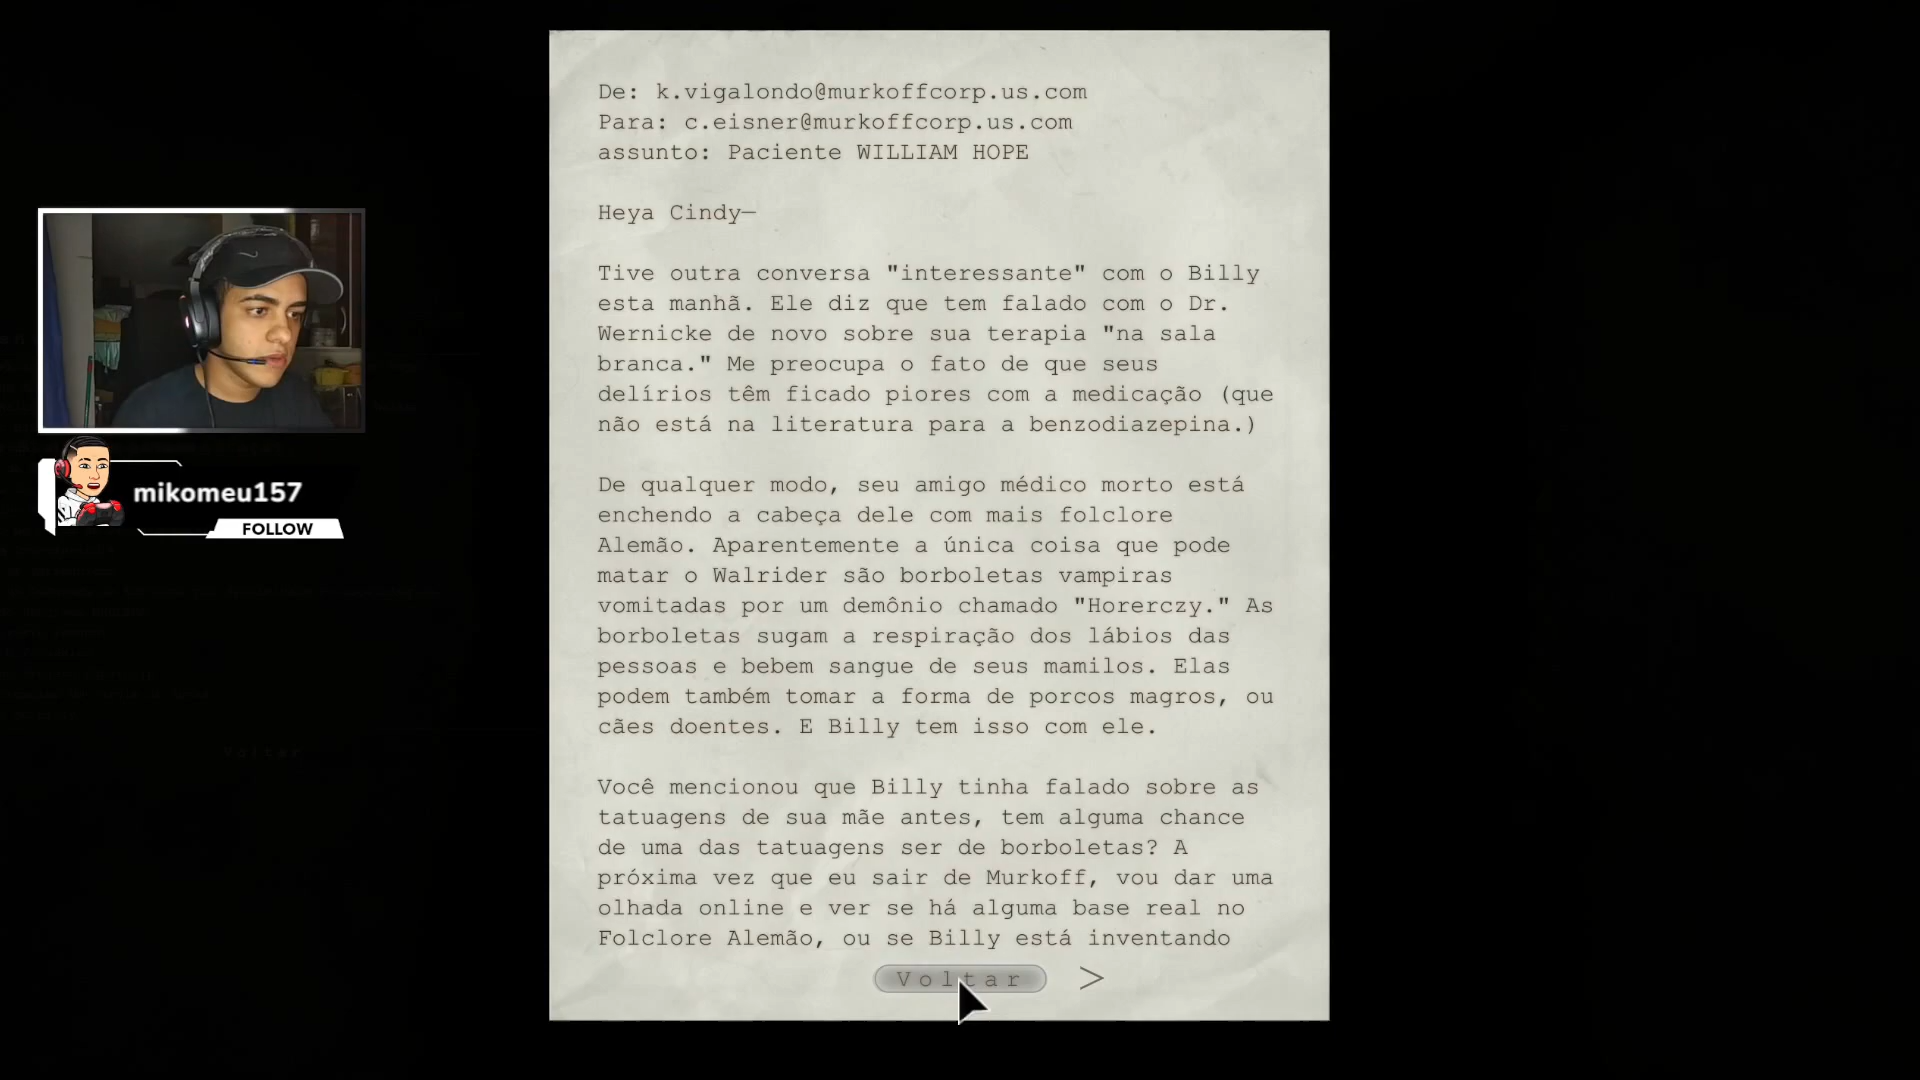 De: k.vigalondo@murkoffcorp.us.com
Para: c.eisner@murkoffcorp.us.com
assunto: Paciente WILLIAM HOPE
Heya Cindy—
Tive outra conversa "interessante" com o Billy
esta manhã. Ele diz que tem falado com o Dr.
Wernicke de novo sobre sua terapia "na sala
branca." Me preocupa o fato de que seus
delírios têm ficado piores com a medicação (que
não está na literatura para a benzodiazepina.)
De qualquer modo, seu amigo médico morto está
enchendo a cabeça dele com mais folclore
Alemão. Aparentemente a única coisa que pode
matar o Walrider são borboletas vampiras
vomitadas por um demônio chamado "Horerczy." As
borboletas sugam a respiração dos lábios das
pessoas e bebem sangue de seus mamilos. Elas
podem também tomar a forma de porcos magros, ou
cães doentes. E Billy tem isso com ele.
Você mencionou que Billy tinha falado sobre as
tatuagens de sua mãe antes, tem alguma chance
de uma das tatuagens ser de borboletas? A
próxima vez que eu sair de Murkoff, vou dar uma
olhada online e ver se há alguma base real no
Folclore Alemão, ou se Billy está inventando
Voltar >
mikomeu157
FOLLOW
Voltar